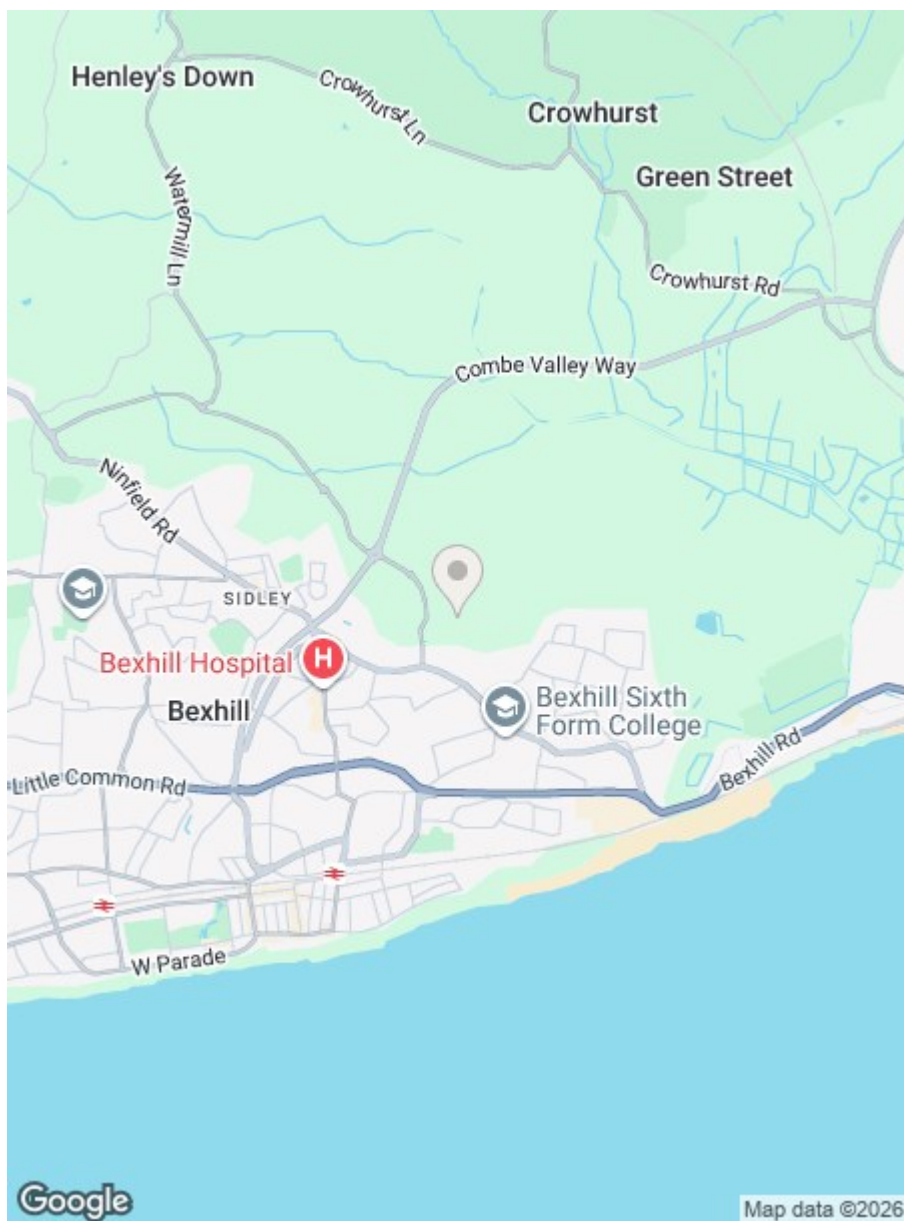 Henley's Down
Crowhurst Ln
Crowhurst
Green Street
Watermill Ln
Crowhurst Rd
Combe Valley Way
Ninfield Rd
SIDLEY
Bexhill Hospital
H
Bexhill
Bexhill Sixth
Form College
Bexhill Rd
Little Common Rd
W Parade
Google
Map data ©2026